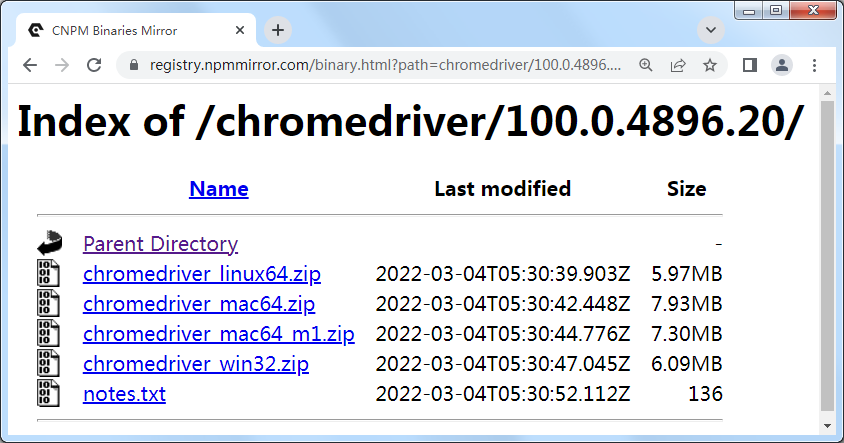 CNPM Binaries Mirror
registry.npmmirror.com/binary.html?path=chromedriver/100.0.4896....
Index of /chromedriver/100.0.4896.20/
Name Last modified Size
Parent Directory -
chromedriver_linux64.zip 2022-03-04T05:30:39.903Z 5.97MB
chromedriver_mac64.zip 2022-03-04T05:30:42.448Z 7.93MB
chromedriver_mac64_m1.zip 2022-03-04T05:30:44.776Z 7.30MB
chromedriver_win32.zip 2022-03-04T05:30:47.045Z 6.09MB
notes.txt 2022-03-04T05:30:52.112Z 136